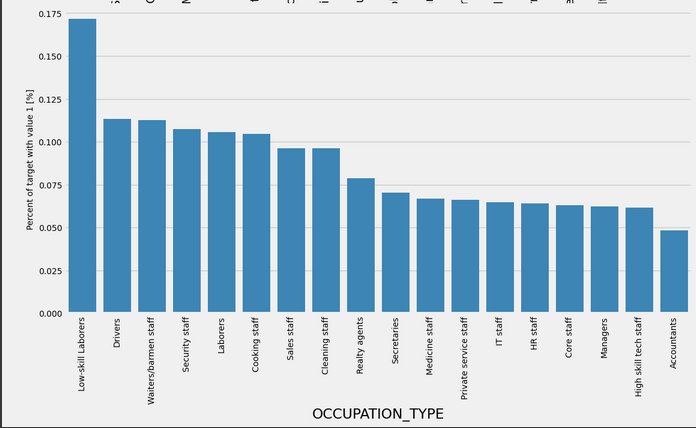 Percent of target with value 1 [%]
0.175
0.150
0.125
0.100
0.075
0.050
0.025
0.000
Low-skill Laborers
Drivers
Waiters/barmen staff
Security staff
Laborers
Cooking staff
Sales staff
Cleaning staff
Realty agents
Secretaries
Medicine staff
Private service staff
IT staff
HR staff
Core staff
Managers
High skill tech staff
Accountants
OCCUPATION_TYPE